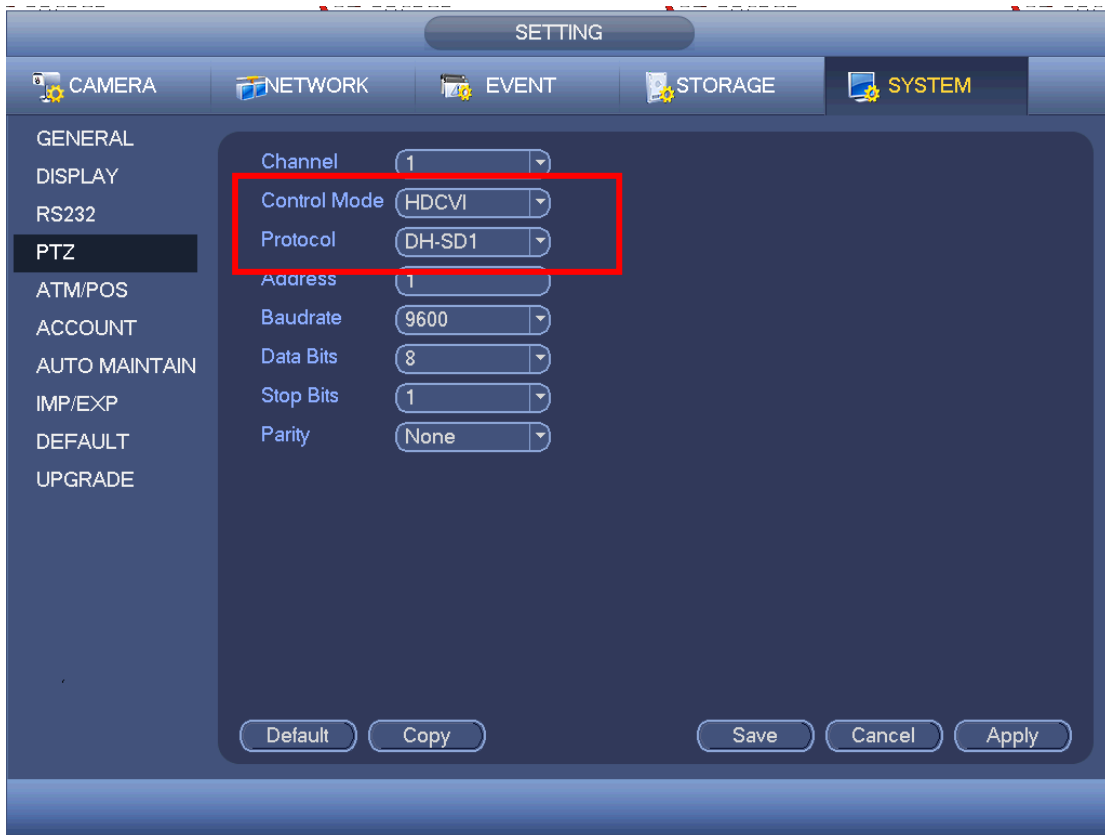 SETTING
CAMERA NETWORK EVENT STORAGE SYSTEM
GENERAL
DISPLAY
RS232
PTZ
ATM/POS
ACCOUNT
AUTO MAINTAIN
IMP/EXP
DEFAULT
UPGRADE
Channel 1
Control Mode HDCVI
Protocol DH-SD1
Address 1
Baudrate 9600
Data Bits 8
Stop Bits 1
Parity None
Default Copy Save Cancel Apply